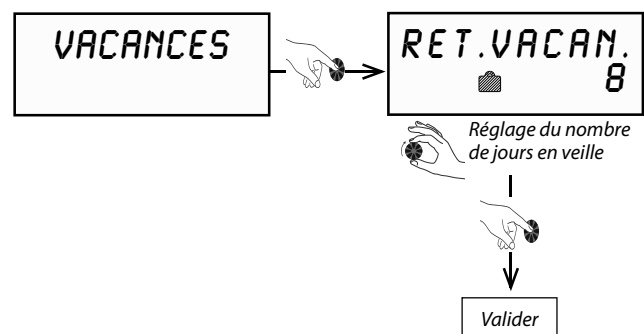 VACANCES
RET.VACAN.
8
Réglage du nombre
de jours en veille
Valider